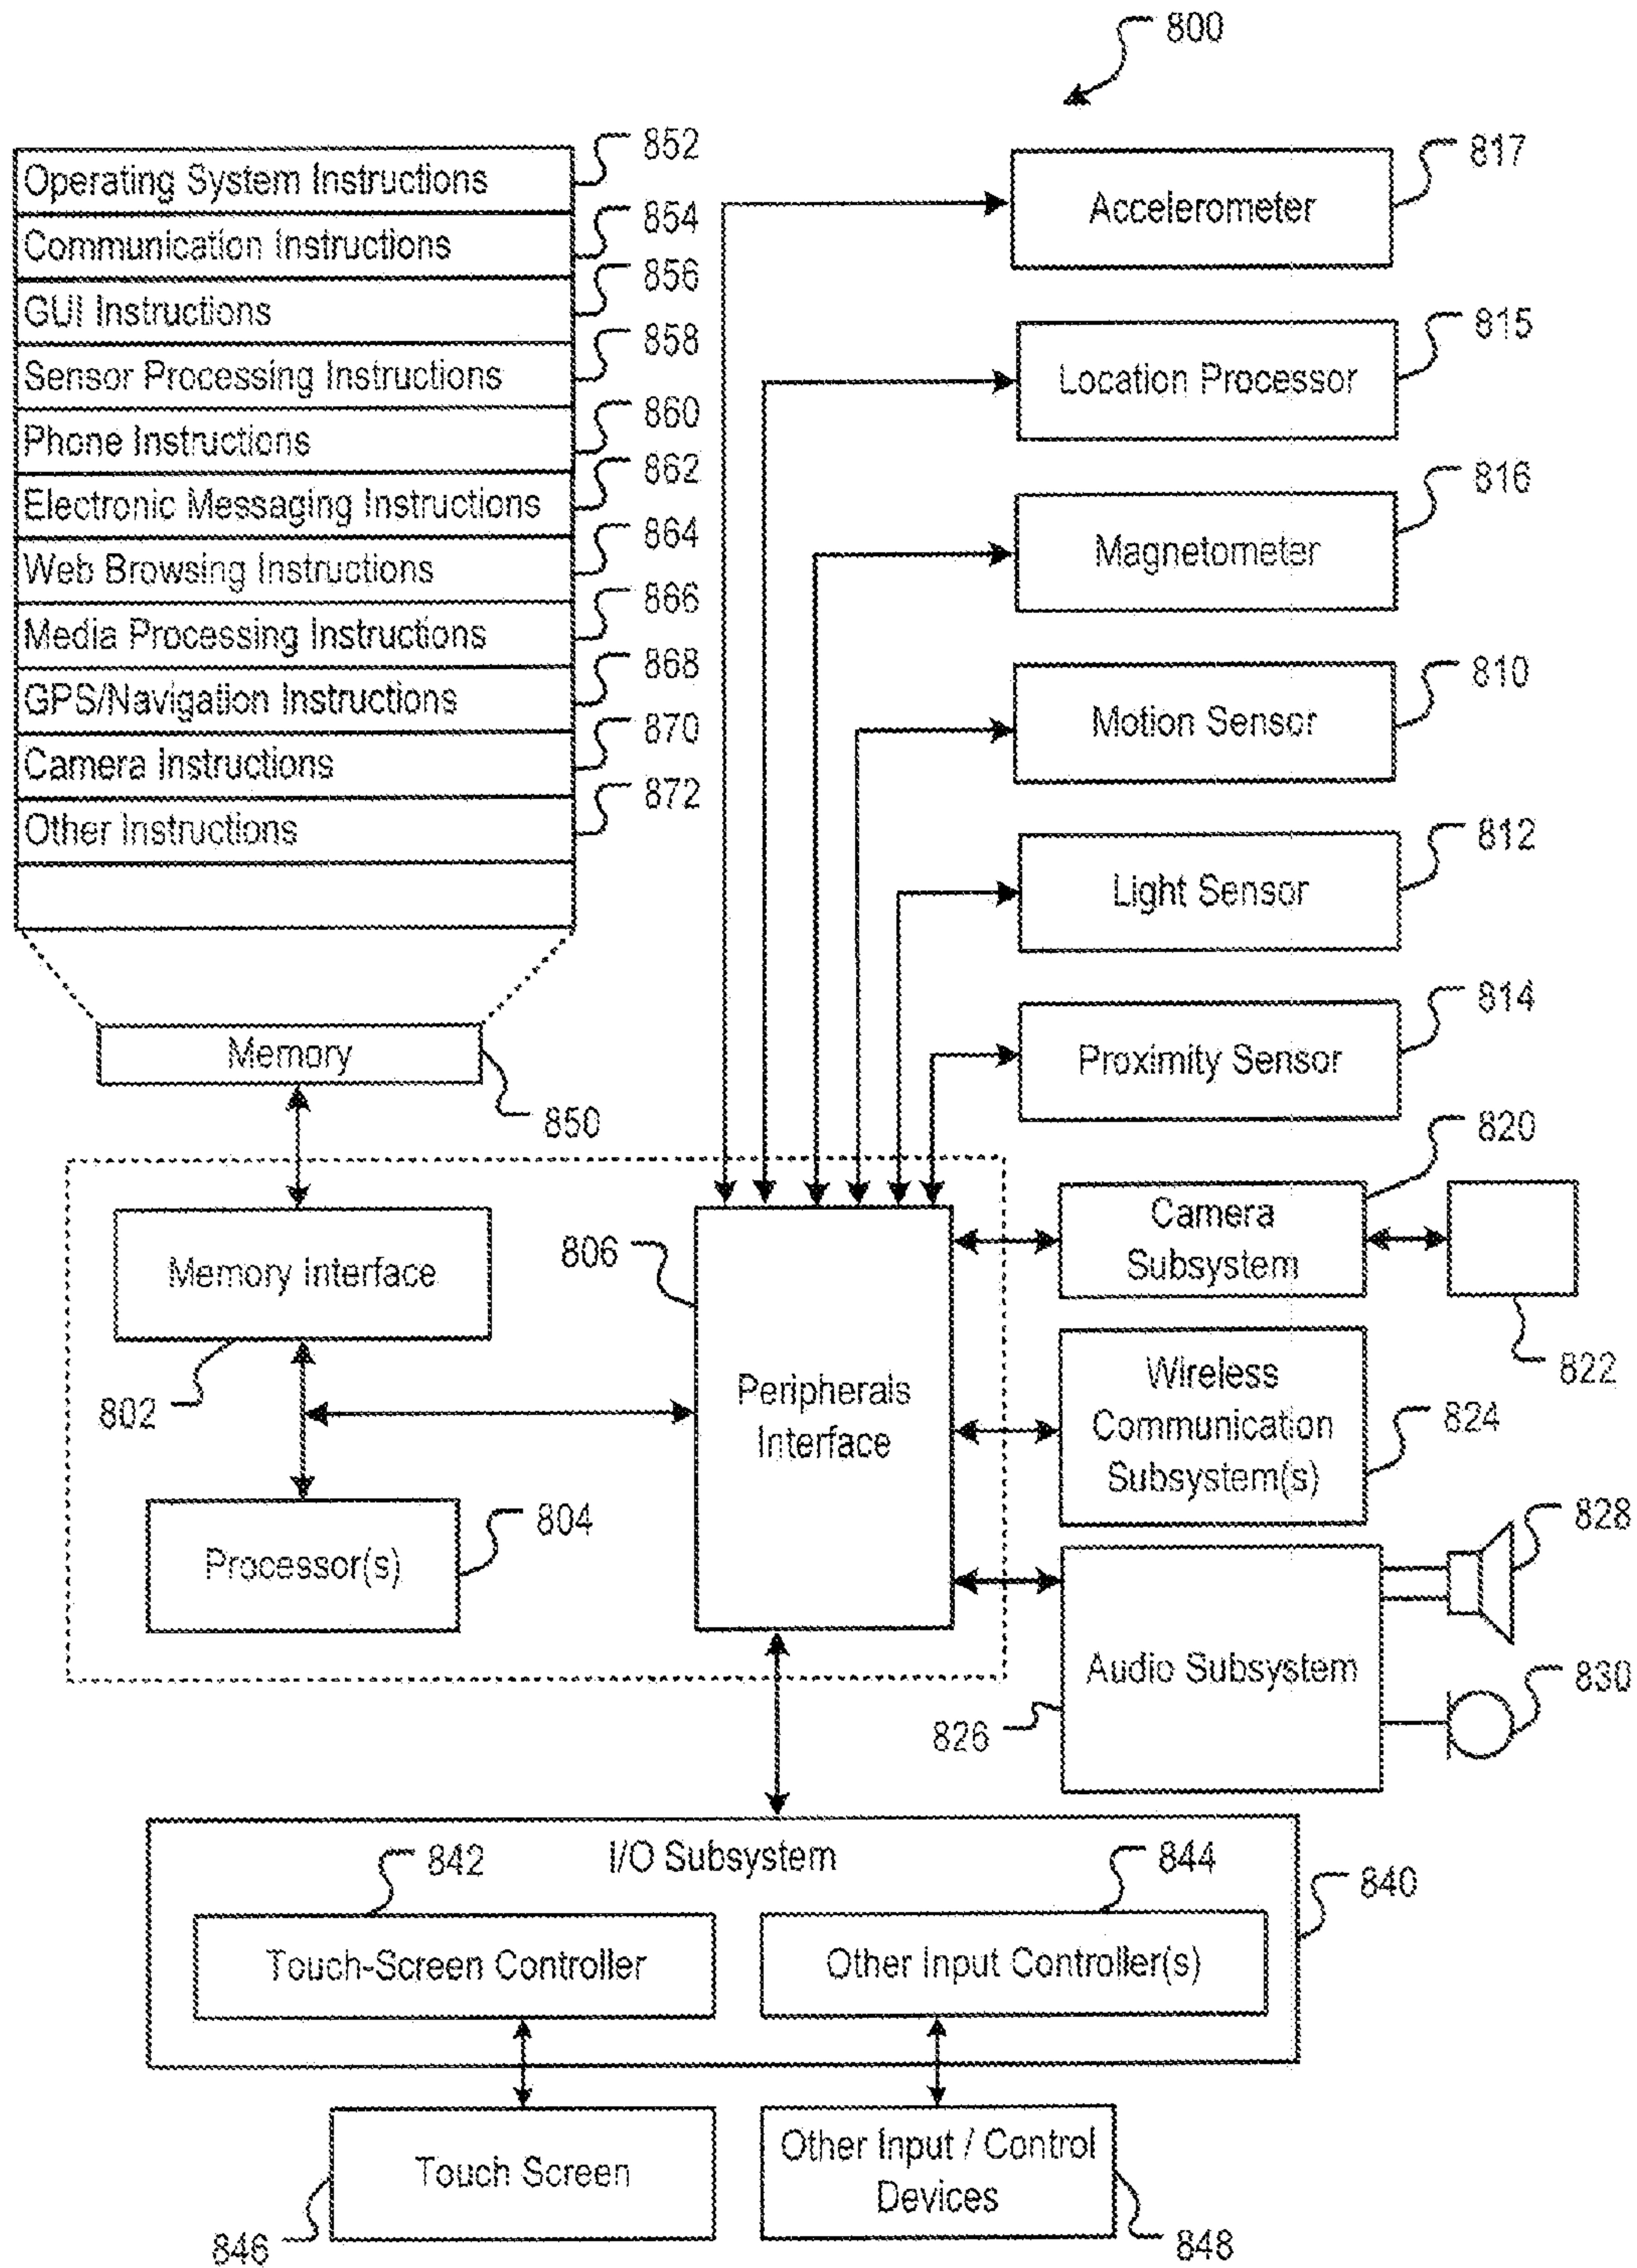 800
Operating System Instructions 852
Communication Instructions 854
GUI Instructions 856
Sensor Processing Instructions 858
Phone Instructions 860
Electronic Messaging Instructions 862
Web Browsing Instructions 864
Media Processing Instructions 866
GPS/Navigation Instructions 868
Camera Instructions 870
Other Instructions 872
Memory
850
Accelerometer 817
Location Processor 815
Magnetometer 816
Motion Sensor 810
Light Sensor 812
Proximity Sensor 814
Memory Interface
802
Processor(s)
804
806
Peripherals
Interface
820
Camera
Subsystem
822
Wireless
Communication
Subsystem(s)
824
828
Audio Subsystem
830
826
I/O Subsystem
842
844
840
Touch-Screen Controller
Other Input Controller(s)
Touch Screen
846
Other Input / Control
Devices
848